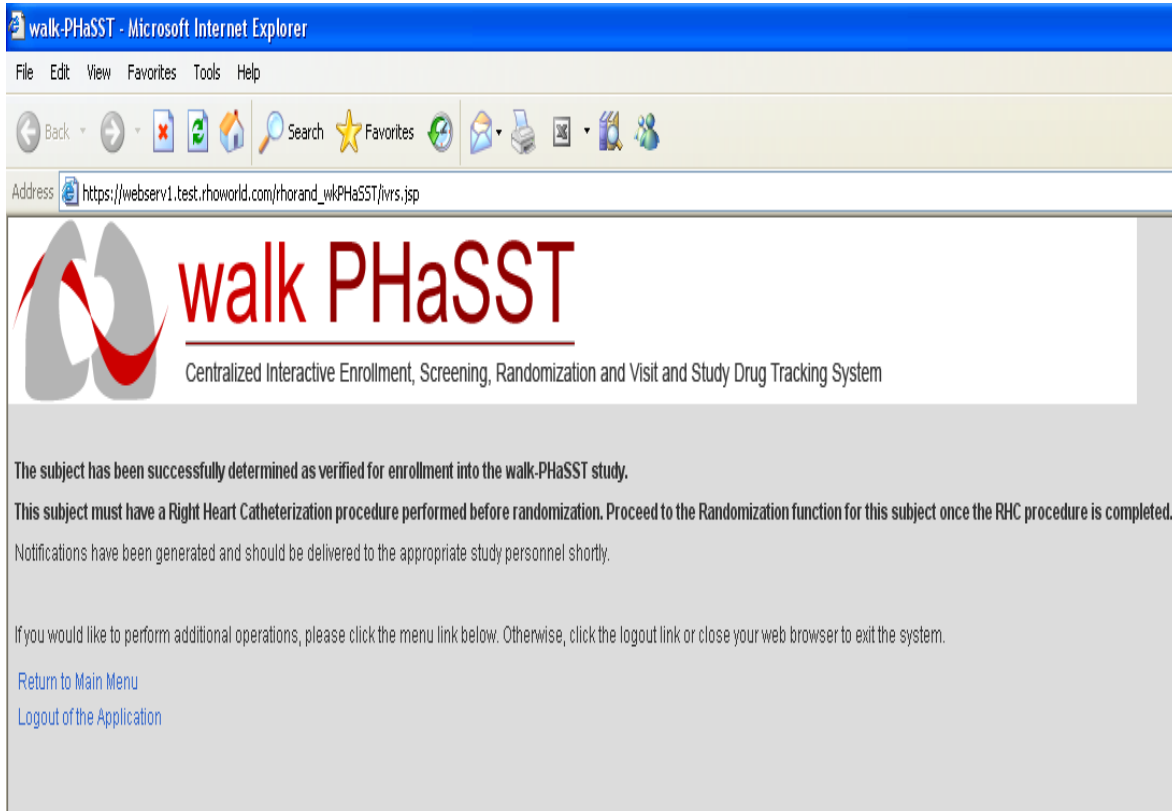 walk-PHaSST - Microsoft Internet Explorer
File Edit View Favorites Tools Help
Back Search Favorites
Address https://webserv1.test.rhoworld.com/rhorand_wkPHaSST/ivrs.jsp
walk PHaSST
Centralized Interactive Enrollment, Screening, Randomization and Visit and Study Drug Tracking System
The subject has been successfully determined as verified for enrollment into the walk-PHaSST study.
This subject must have a Right Heart Catheterization procedure performed before randomization. Proceed to the Randomization function for this subject once the RHC procedure is completed.
Notifications have been generated and should be delivered to the appropriate study personnel shortly.
If you would like to perform additional operations, please click the menu link below. Otherwise, click the logout link or close your web browser to exit the system.
Return to Main Menu
Logout of the Application